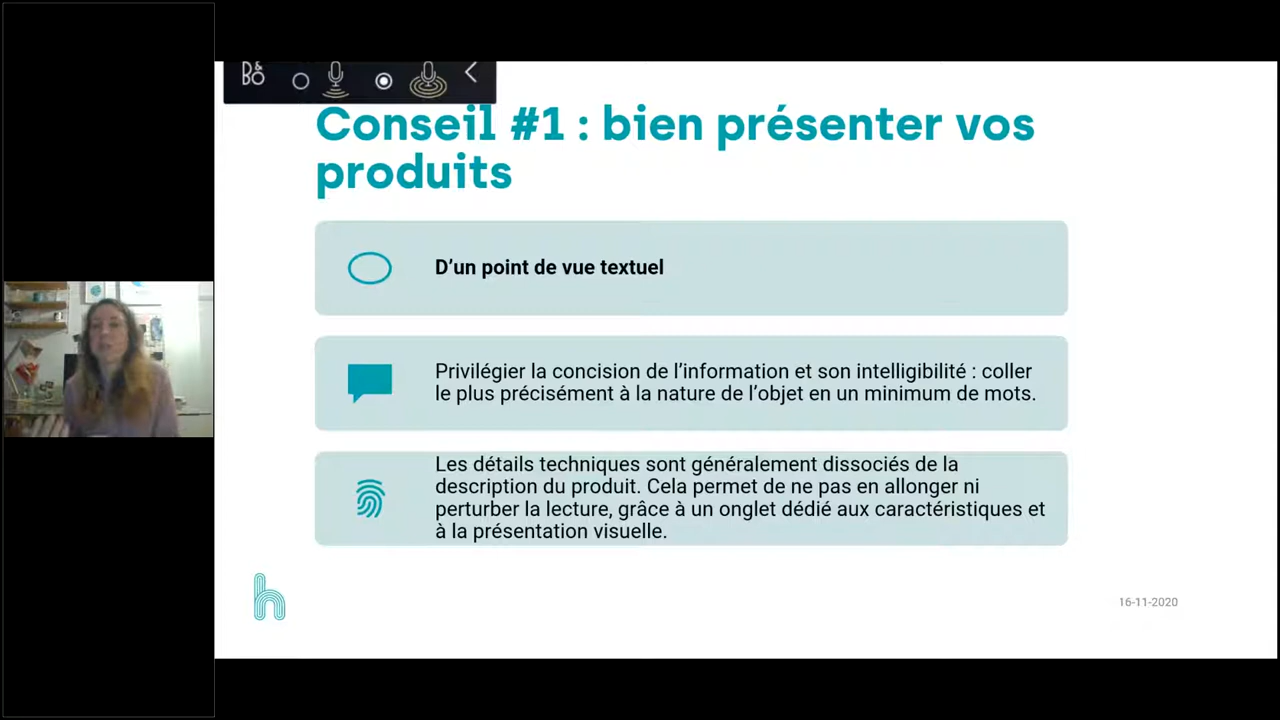 B&
BO
Conseil #1 : bien présenter vos
produits
D’un point de vue textuel
Privilégier la concision de l’information et son intelligibilité : coller
le plus précisément à la nature de l’objet en un minimum de mots.
Les détails techniques sont généralement dissociés de la
description du produit. Cela permet de ne pas en allonger ni
perturber la lecture, grâce à un onglet dédié aux caractéristiques et
à la présentation visuelle.
h
16-11-2020